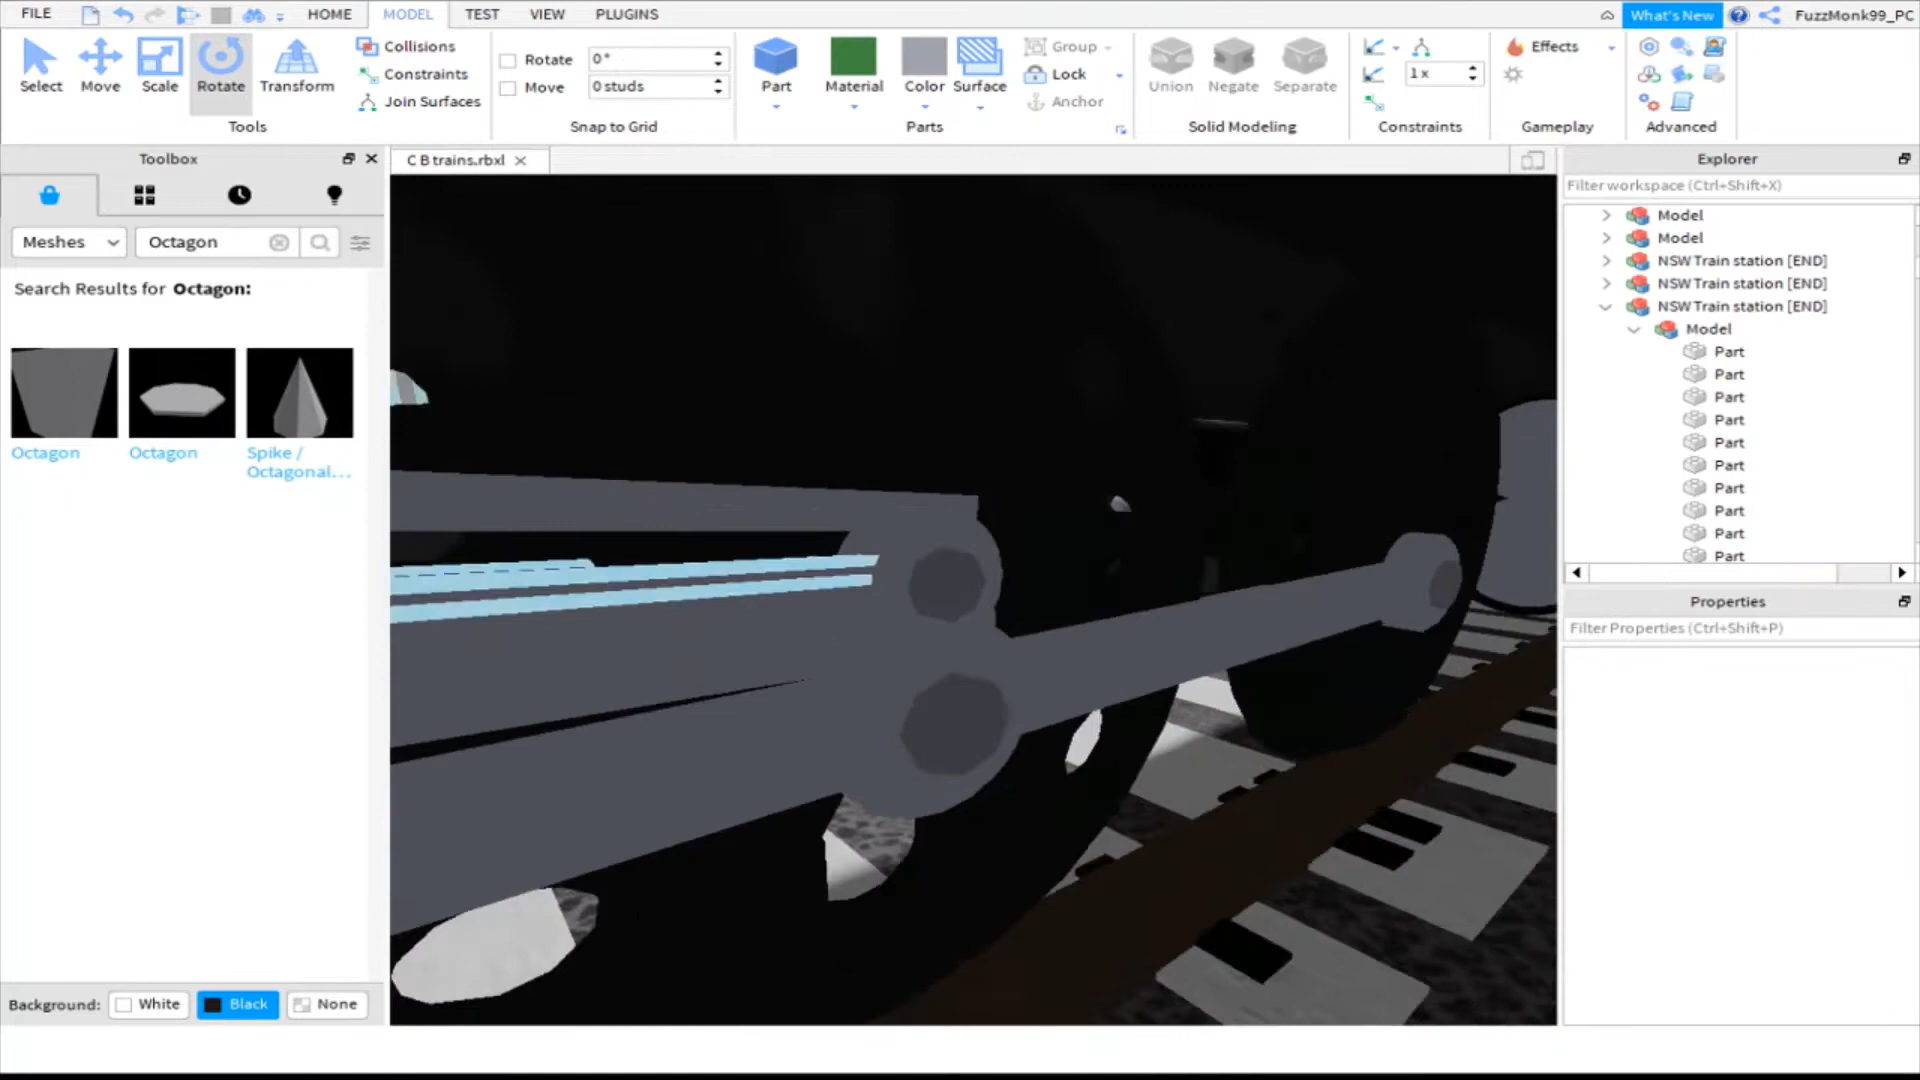 FILE HOME MODEL TEST VIEW PLUGINS What's New FuzzMonk99_PC
Select Move Scale Rotate Transform
Collisions
Constraints
Join Surfaces
Tools
Rotate 0°
Move 0 studs
Snap to Grid
Part Material Color Surface
Group
Lock
Anchor
Parts
Union Negate Separate
Solid Modeling
1 x
Constraints
Effects
Gameplay
Advanced
Toolbox
Meshes Octagon
Search Results for Octagon:
Octagon
Octagon
Spike /
Octagonal...
Background: White Black None
C B trains.rbxl
Explorer
Filter workspace (Ctrl+Shift+X)
Model
Model
NSW Train station [END]
NSW Train station [END]
NSW Train station [END]
Model
Part
Part
Part
Part
Part
Part
Part
Part
Part
Part
Properties
Filter Properties (Ctrl+Shift+P)